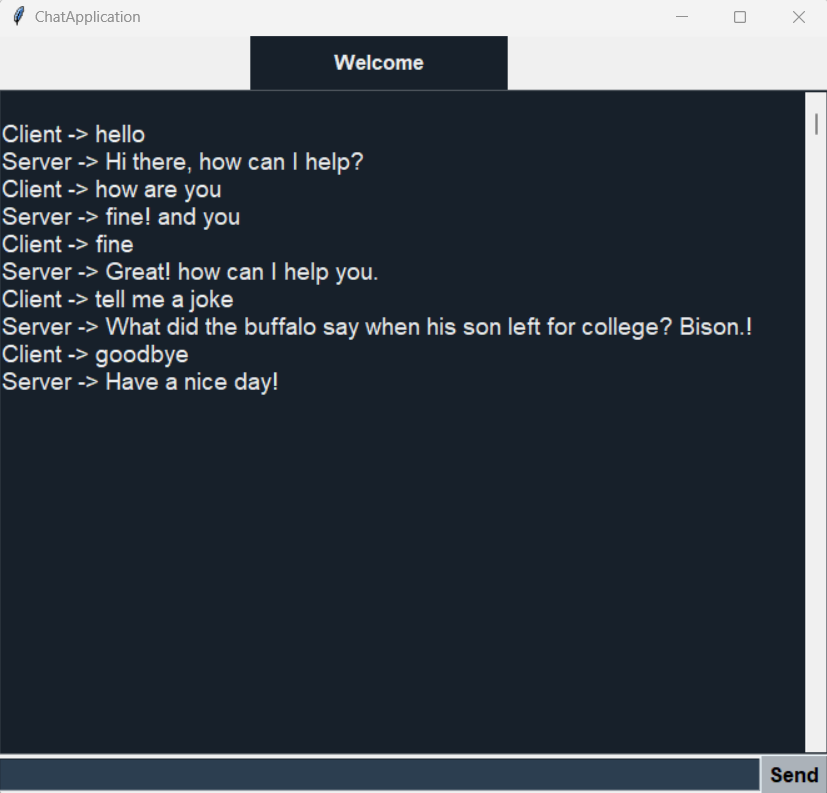 ChatApplication
Welcome
Client -> hello
Server -> Hi there, how can I help?
Client -> how are you
Server -> fine! and you
Client -> fine
Server -> Great! how can I help you.
Client -> tell me a joke
Server -> What did the buffalo say when his son left for college? Bison.!
Client -> goodbye
Server -> Have a nice day!
Send